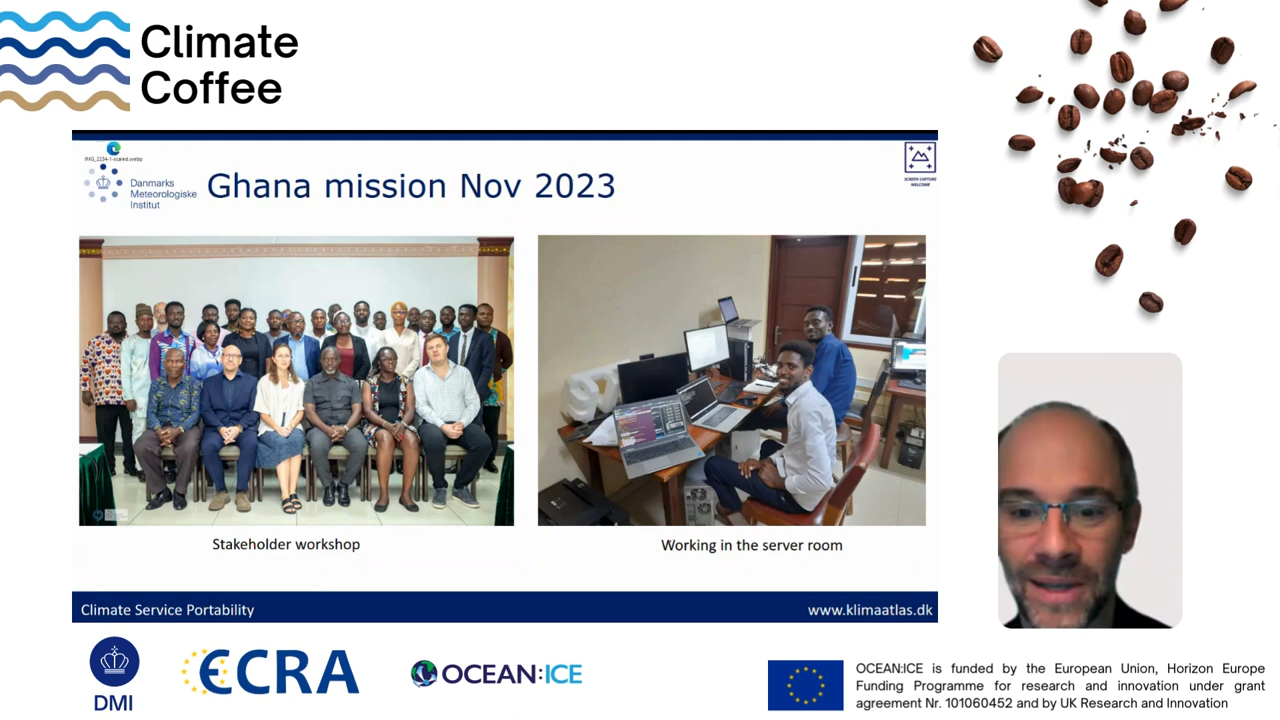 Climate
Coffee
IMG_2234-1-scaled.webp
Danmarks
Meteorologiske
Institut
Ghana mission Nov 2023
SCREEN CAPTURE
WELCOME
Stakeholder workshop
Working in the server room
Climate Service Portability
www.klimaatlas.dk
DMI
ECRA
OCEAN:ICE
OCEAN:ICE is funded by the European Union, Horizon Europe
Funding Programme for research and innovation under grant
agreement Nr. 101060452 and by UK Research and Innovation